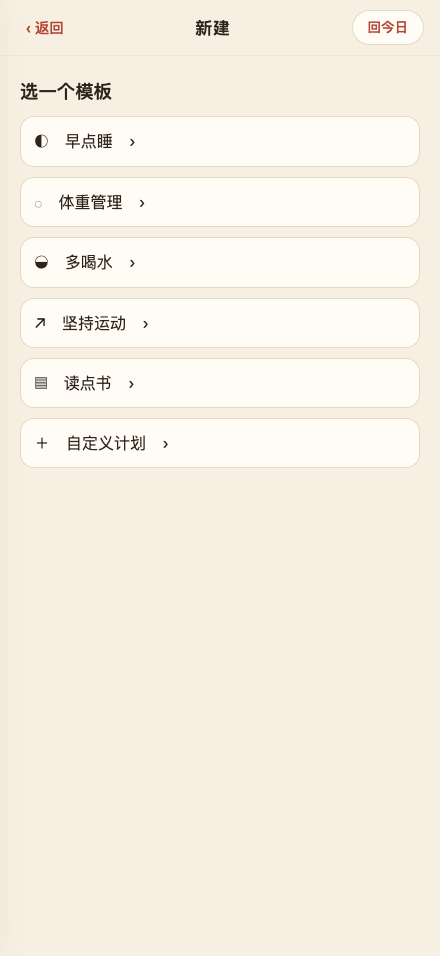 ‹ 返回
新建
回今日
选一个模板
◐ 早点睡 ›
○ 体重管理 ›
◒ 多喝水 ›
↗ 坚持运动 ›
▤ 读点书 ›
＋ 自定义计划 ›